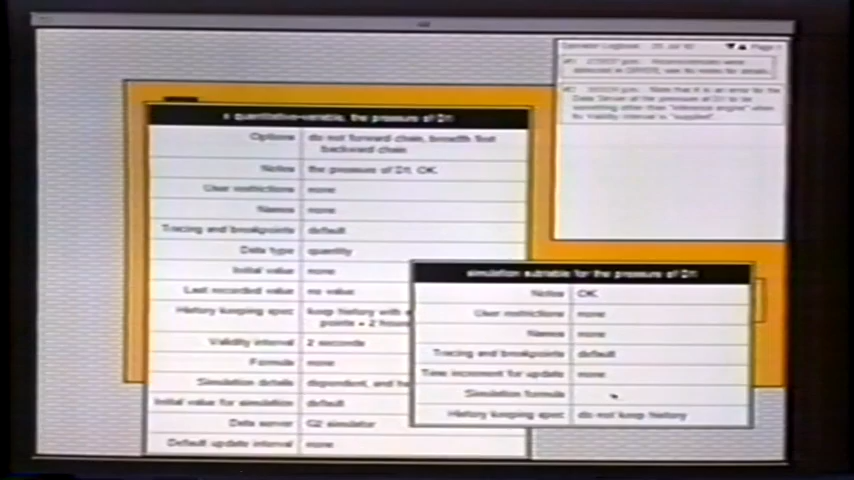 a quantitative-variable, the pressure of D1
Options do not forward chain, breadth first
backward chain
Notes the pressure of D1, OK
User restrictions none
Names none
Tracing and breakpoints default
Data type quantity
Initial value none
Last recorded value no value
History keeping spec keep history with
points = 2 hours
Validity interval 2 seconds
Formula none
Simulation details dependent, and
Initial value for simulation default
Data server G2 simulator
Default update interval none
Operator Logbook Page
Note that it is an error for the
Data Server of the pressure of D1 to be
something other than "inference engine" when
its Validity interval is "supplied".
simulation subtable for the pressure of D1
Notes OK
User restrictions none
Names none
Tracing and breakpoints default
Time increment for update none
Simulation formula
History keeping spec do not keep history